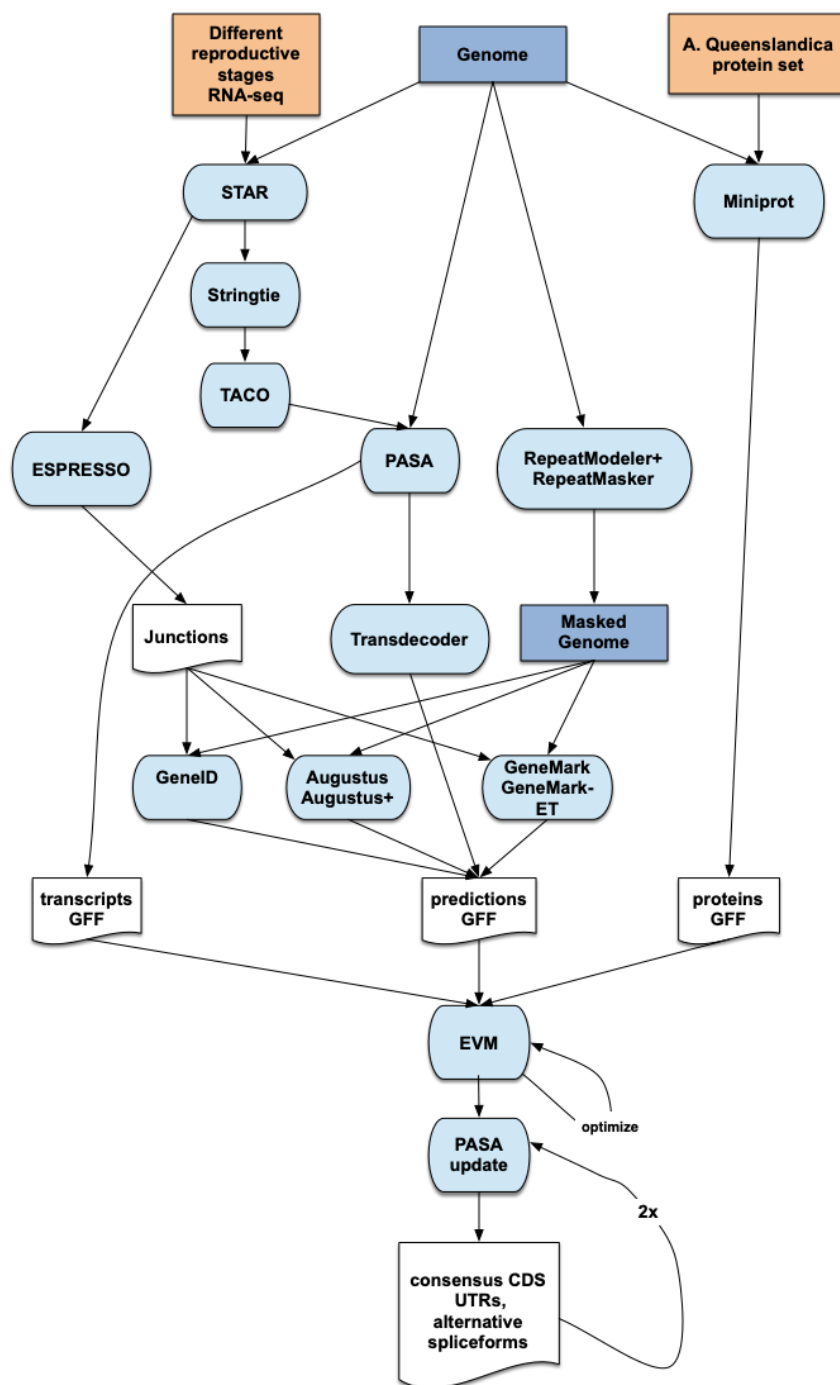 Different
reproductive
stages
RNA-seq
Genome
A. Queenslandica
protein set
STAR
Miniprot
Stringtie
TACO
ESPRESSO
PASA
RepeatModeler+
RepeatMasker
Junctions
Transdecoder
Masked
Genome
GeneID
Augustus
Augustus+
GeneMark
GeneMark-
ET
transcripts
GFF
predictions
GFF
proteins
GFF
EVM
optimize
PASA
update
2x
consensus CDS
UTRs,
alternative
spliceforms